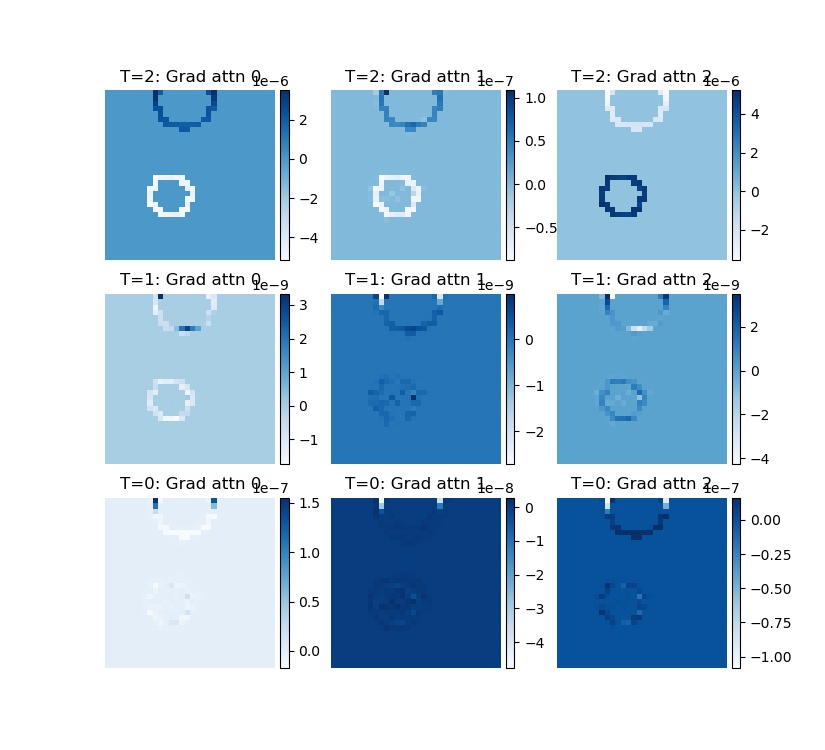 T=2: Grad attn 0
1e−6
2
0
−2
−4
T=2: Grad attn 1
1e−7
1.0
0.5
0.0
−0.5
T=2: Grad attn 2
1e−6
4
2
0
−2
T=1: Grad attn 0
1e−9
3
2
1
0
−1
T=1: Grad attn 1
1e−9
0
−1
−2
T=1: Grad attn 2
1e−9
2
0
−2
−4
T=0: Grad attn 0
1e−7
1.5
1.0
0.5
0.0
T=0: Grad attn 1
1e−8
0
−1
−2
−3
−4
T=0: Grad attn 2
1e−7
0.00
−0.25
−0.50
−0.75
−1.00